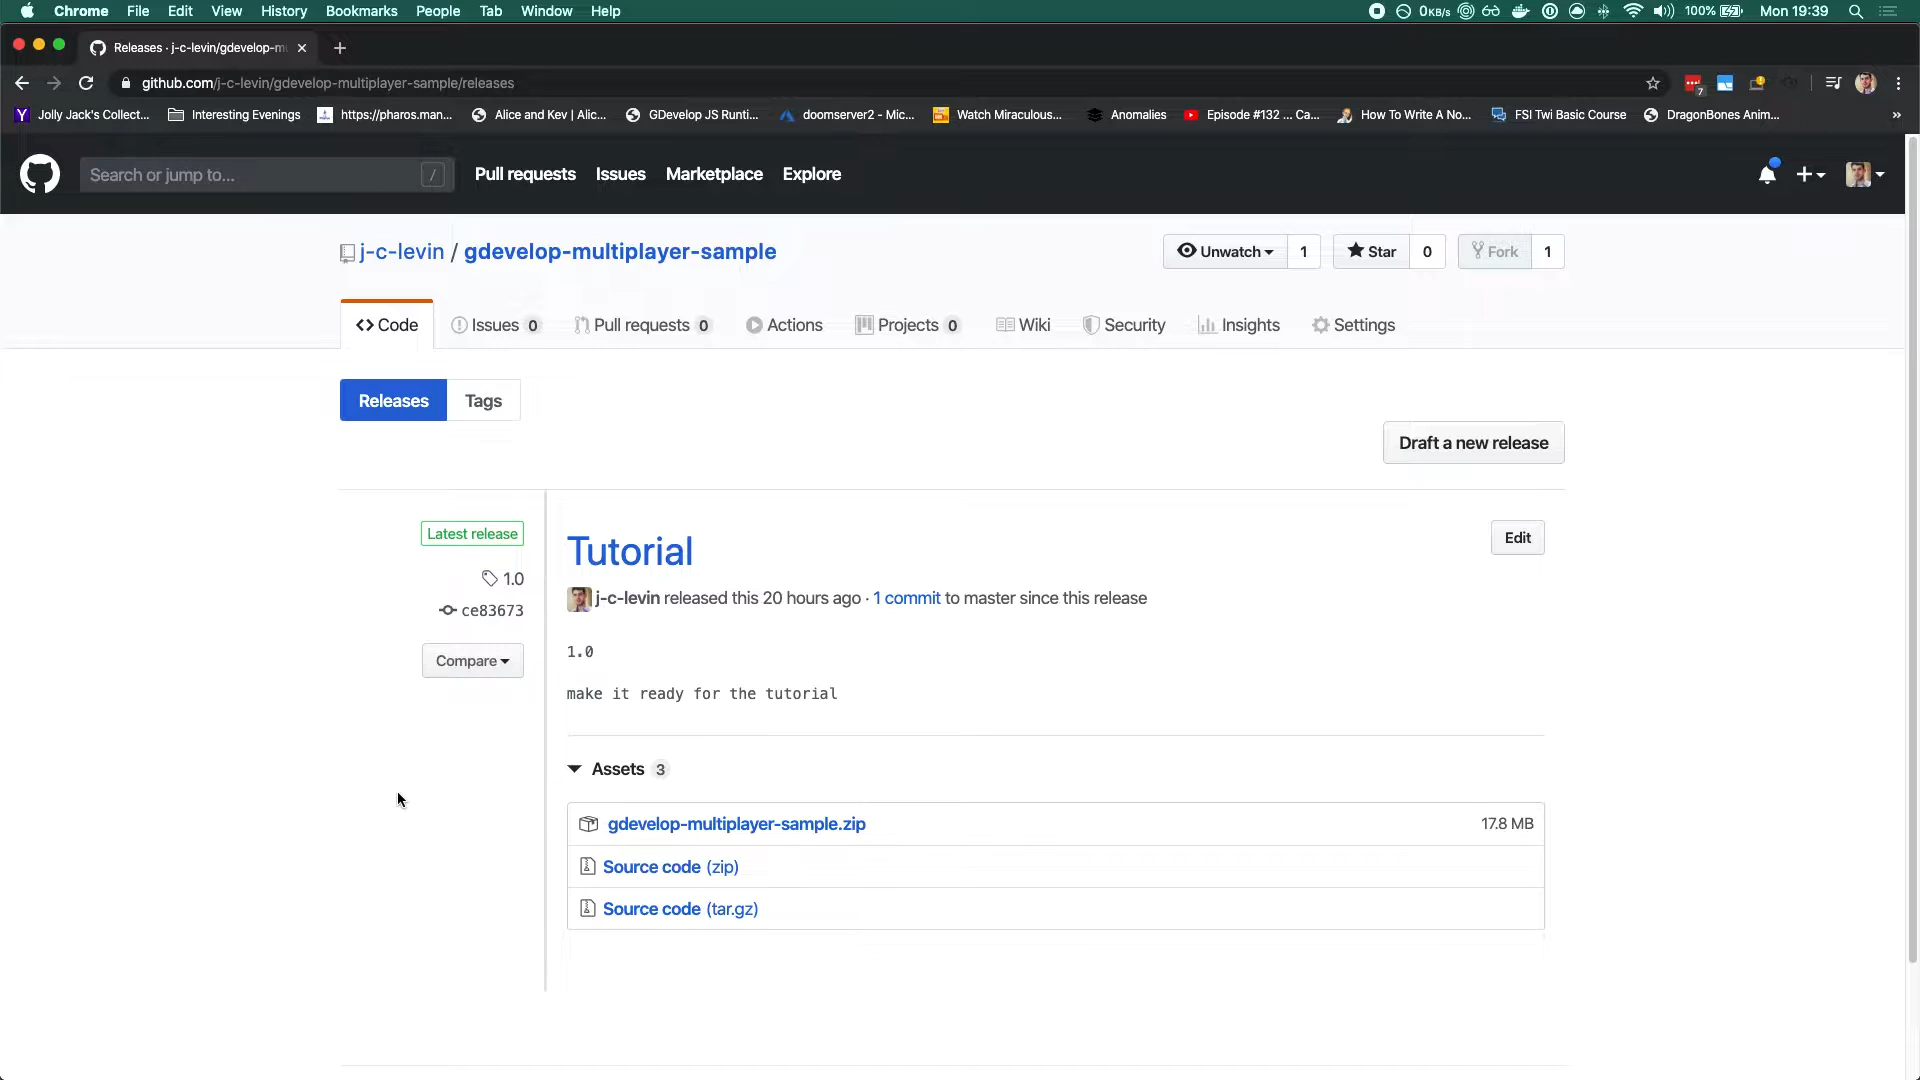 Chrome File Edit View History Bookmarks People Tab Window Help
0KB/s 100% Mon 19:39
Releases · j-c-levin/gdevelop-mu
github.com/j-c-levin/gdevelop-multiplayer-sample/releases
7
Jolly Jack's Collect... Interesting Evenings https://pharos.man... Alice and Kev | Alic... GDevelop JS Runti... doomserver2 - Mic... Watch Miraculous... Anomalies Episode #132 ... Ca... How To Write A No... FSI Twi Basic Course DragonBones Anim... »
Search or jump to... / Pull requests Issues Marketplace Explore
j-c-levin / gdevelop-multiplayer-sample
Unwatch 1 Star 0 Fork 1
Code Issues 0 Pull requests 0 Actions Projects 0 Wiki Security Insights Settings
Releases Tags
Draft a new release
Latest release
1.0
ce83673
Compare
Tutorial
Edit
j-c-levin released this 20 hours ago · 1 commit to master since this release
1.0
make it ready for the tutorial
Assets 3
gdevelop-multiplayer-sample.zip 17.8 MB
Source code (zip)
Source code (tar.gz)